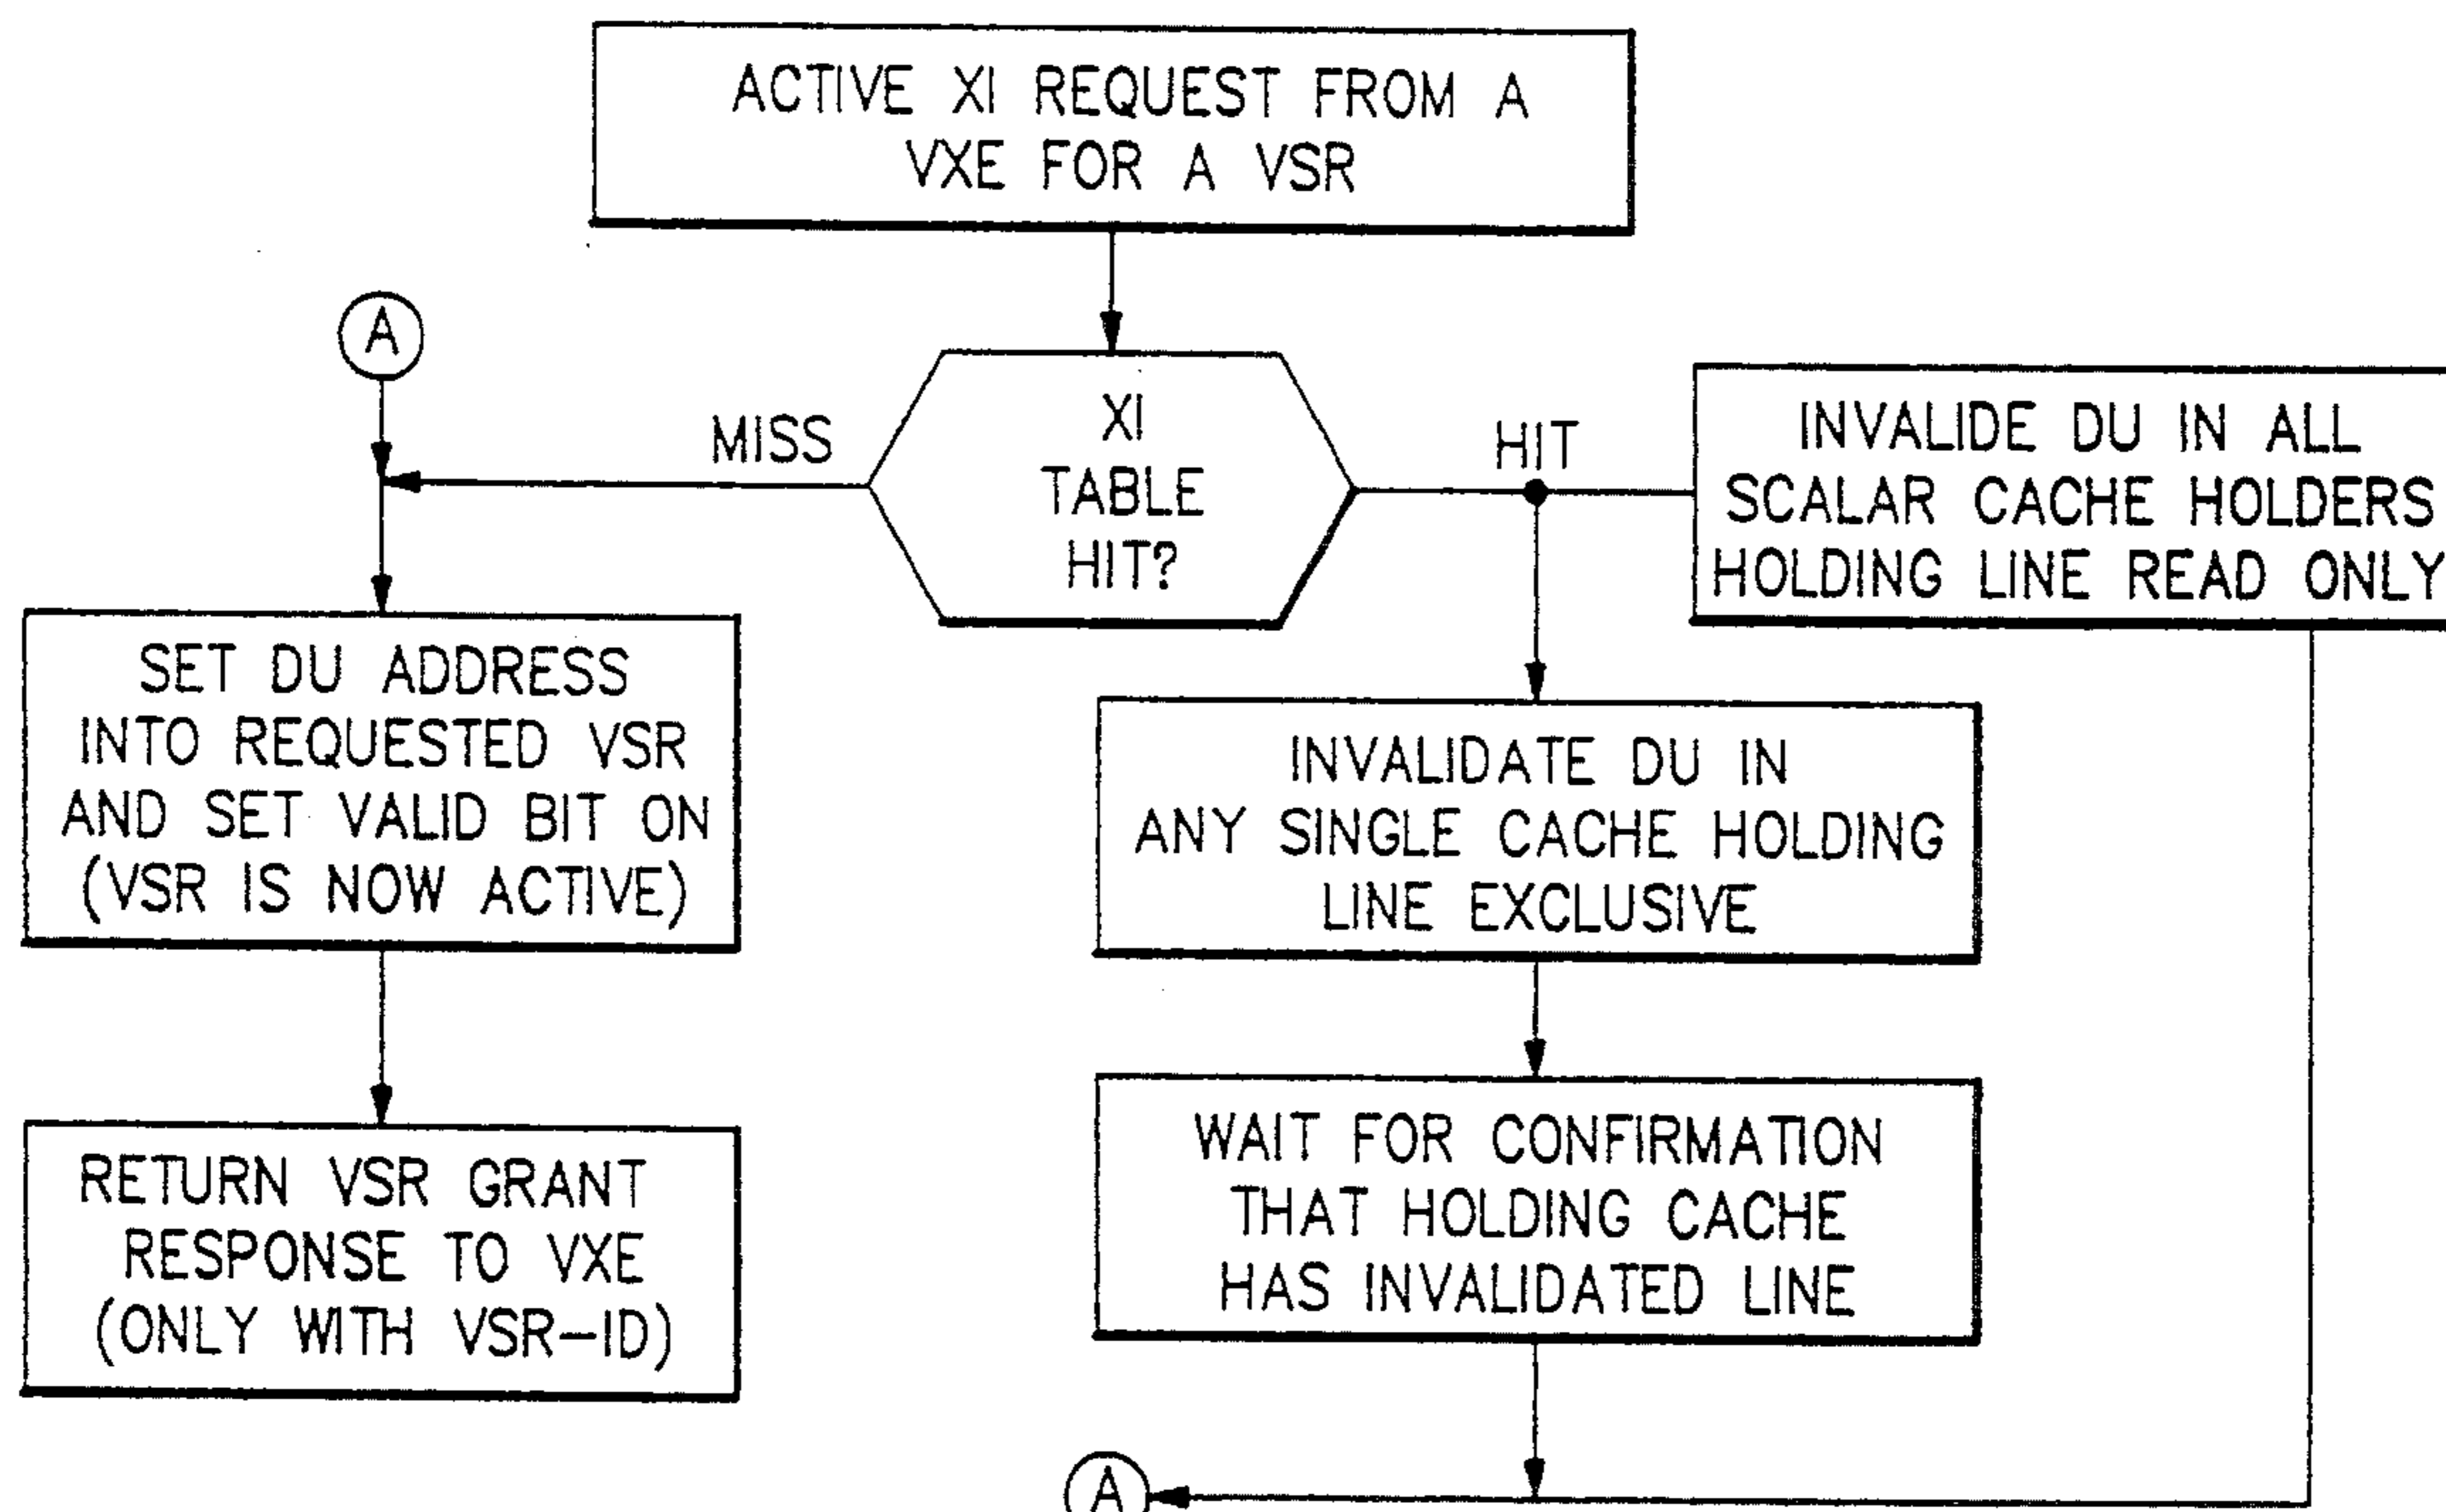 ACTIVE XI REQUEST FROM A
VXE FOR A VSR
A
MISS
XI
TABLE
HIT?
HIT
INVALIDE DU IN ALL
SCALAR CACHE HOLDERS
HOLDING LINE READ ONLY
SET DU ADDRESS
INTO REQUESTED VSR
AND SET VALID BIT ON
(VSR IS NOW ACTIVE)
INVALIDATE DU IN
ANY SINGLE CACHE HOLDING
LINE EXCLUSIVE
RETURN VSR GRANT
RESPONSE TO VXE
(ONLY WITH VSR-ID)
WAIT FOR CONFIRMATION
THAT HOLDING CACHE
HAS INVALIDATED LINE
A